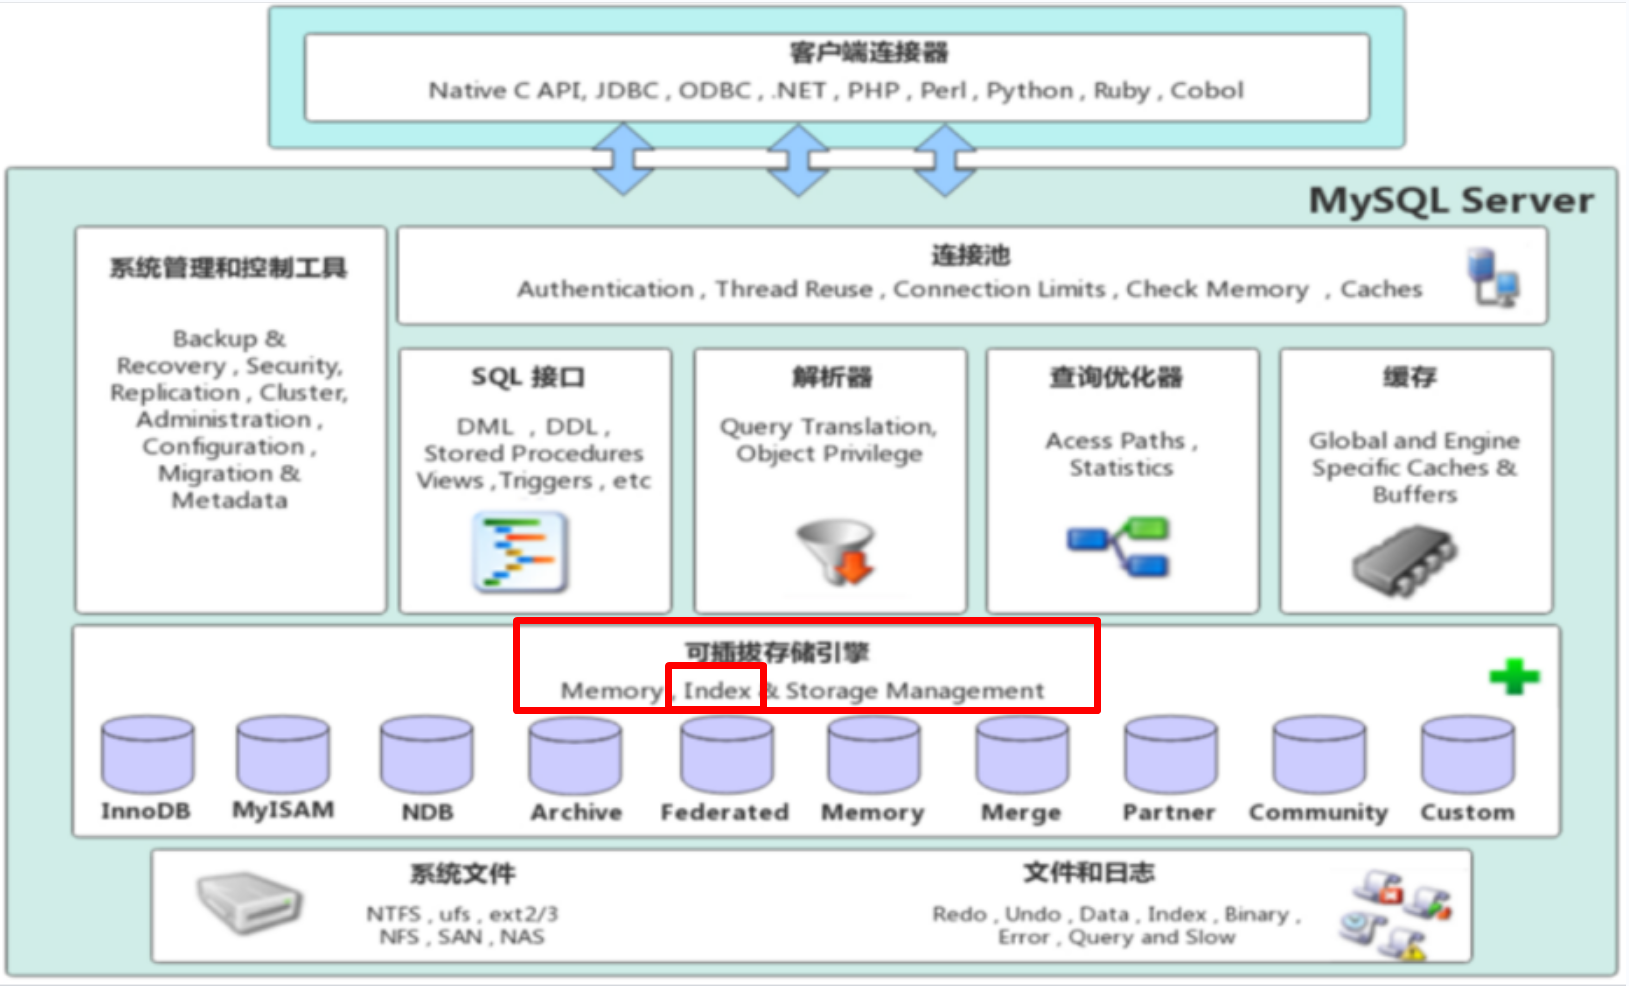 客户端连接器
Native C API, JDBC , ODBC , .NET , PHP , Perl , Python , Ruby , Cobol
MySQL Server
系统管理和控制工具
Backup &
Recovery , Security,
Replication , Cluster,
Administration ,
Configuration ,
Migration &
Metadata
连接池
Authentication , Thread Reuse , Connection Limits , Check Memory , Caches
SQL 接口
DML , DDL ,
Stored Procedures
Views ,Triggers , etc
解析器
Query Translation,
Object Privilege
查询优化器
Acess Paths ,
Statistics
缓存
Global and Engine
Specific Caches &
Buffers
可插拔存储引擎
Memory , Index & Storage Management
InnoDB
MyISAM
NDB
Archive
Federated
Memory
Merge
Partner
Community
Custom
系统文件
NTFS , ufs , ext2/3
NFS , SAN , NAS
文件和日志
Redo , Undo , Data , Index , Binary ,
Error , Query and Slow